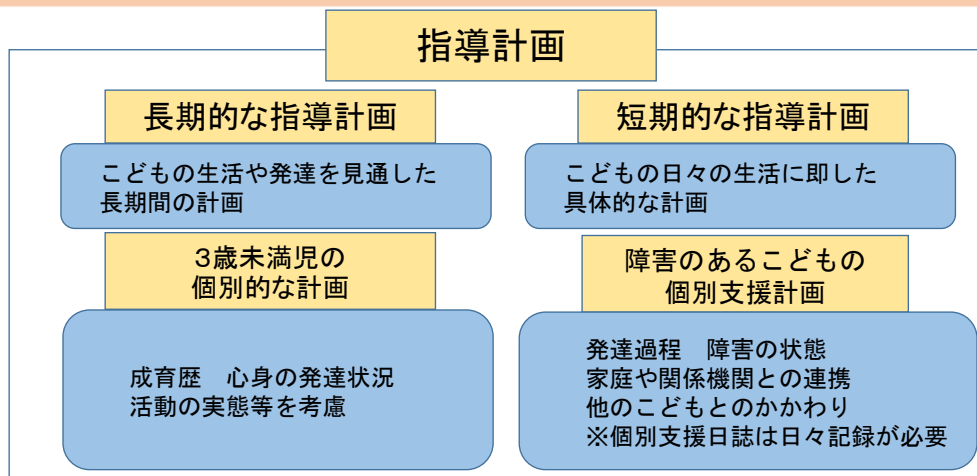 指導計画
長期的な指導計画
こどもの生活や発達を見通した
長期間の計画
短期的な指導計画
こどもの日々の生活に即した
具体的な計画
3歳未満児の
個別的な計画
成育歴　心身の発達状況
活動の実態等を考慮
障害のあるこどもの
個別支援計画
発達過程　障害の状態
家庭や関係機関との連携
他のこどもとのかかわり
※個別支援日誌は日々記録が必要